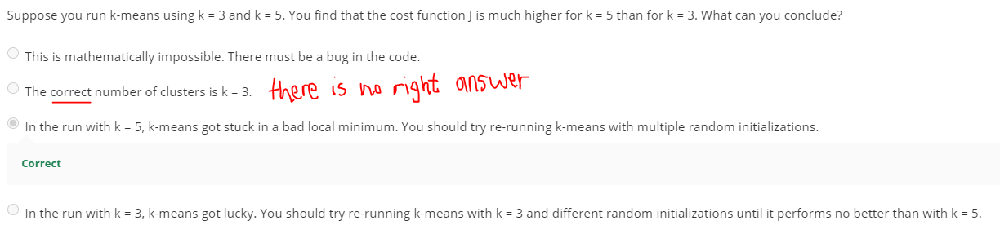 Suppose you run k-means using k = 3 and k = 5. You find that the cost function J is much higher for k = 5 than for k = 3. What can you conclude?
This is mathematically impossible. There must be a bug in the code.
The correct number of clusters is k = 3. there is no right answer
In the run with k = 5, k-means got stuck in a bad local minimum. You should try re-running k-means with multiple random initializations.
Correct
In the run with k = 3, k-means got lucky. You should try re-running k-means with k = 3 and different random initializations until it performs no better than with k = 5.